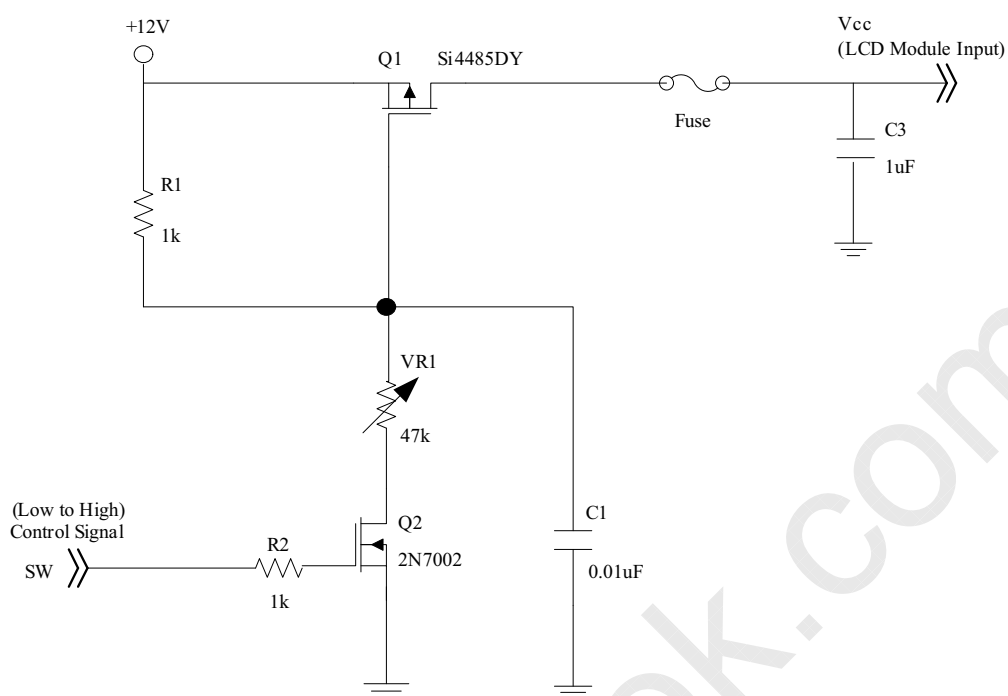 +12V
Q1
Si4485DY
Vcc
(LCD Module Input)
Fuse
C3
1uF
R1
1k
VR1
47k
(Low to High)
Control Signal
SW
R2
1k
Q2
2N7002
C1
0.01uF
k.com